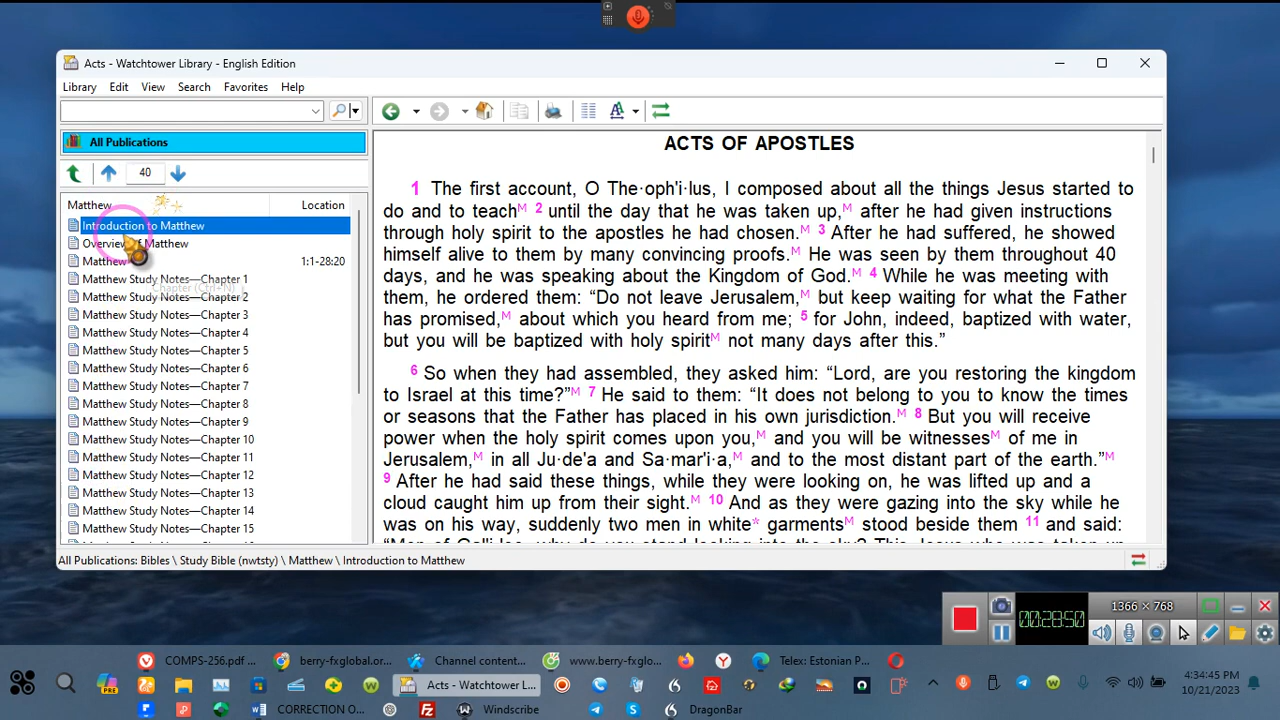 Acts - Watchtower Library - English Edition
Library Edit View Search Favorites Help
All Publications
40
Matthew Location
Introduction to Matthew
Overview of Matthew
Matthew 1:1-28:20
Matthew Study Notes—Chapter 1
Chapter (Ctrl+N)
Matthew Study Notes—Chapter 2
Matthew Study Notes—Chapter 3
Matthew Study Notes—Chapter 4
Matthew Study Notes—Chapter 5
Matthew Study Notes—Chapter 6
Matthew Study Notes—Chapter 7
Matthew Study Notes—Chapter 8
Matthew Study Notes—Chapter 9
Matthew Study Notes—Chapter 10
Matthew Study Notes—Chapter 11
Matthew Study Notes—Chapter 12
Matthew Study Notes—Chapter 13
Matthew Study Notes—Chapter 14
Matthew Study Notes—Chapter 15
ACTS OF APOSTLES
1 The first account, O The·oph'i·lus, I composed about all the things Jesus started to
do and to teachM 2 until the day that he was taken up,M after he had given instructions
through holy spirit to the apostles he had chosen.M 3 After he had suffered, he showed
himself alive to them by many convincing proofs.M He was seen by them throughout 40
days, and he was speaking about the Kingdom of God.M 4 While he was meeting with
them, he ordered them: “Do not leave Jerusalem,M but keep waiting for what the Father
has promised,M about which you heard from me; 5 for John, indeed, baptized with water,
but you will be baptized with holy spiritM not many days after this.”
6 So when they had assembled, they asked him: “Lord, are you restoring the kingdom
to Israel at this time?”M 7 He said to them: “It does not belong to you to know the times
or seasons that the Father has placed in his own jurisdiction.M 8 But you will receive
power when the holy spirit comes upon you,M and you will be witnessesM of me in
Jerusalem,M in all Ju·de'a and Sa·mar'i·a,M and to the most distant part of the earth.”M
9 After he had said these things, while they were looking on, he was lifted up and a
cloud caught him up from their sight.M 10 And as they were gazing into the sky while he
was on his way, suddenly two men in white* garmentsM stood beside them 11 and said:
All Publications: Bibles \ Study Bible (nwtsty) \ Matthew \ Introduction to Matthew
1366 × 768
00:28:50
COMPS-256.pdf ... berry-fxglobal.or... Channel content... www.berry-fxglo... Telex: Estonian P...
PRE Acts - Watchtower L...
CORRECTION O... Windscribe DragonBar
4:34:45 PM
10/21/2023